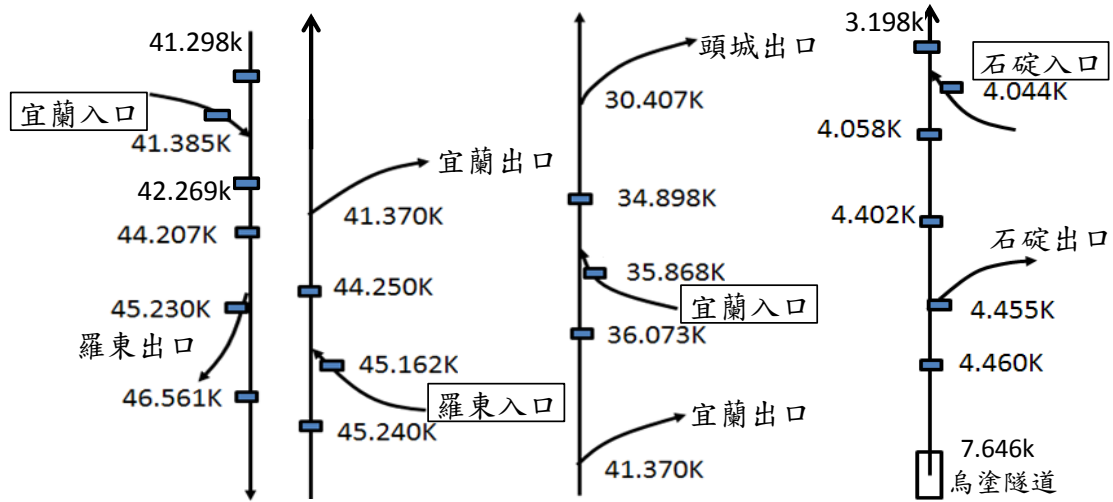 41.298k
宜蘭入口
41.385K
42.269k
44.207K
45.230K
羅東出口
46.561K
宜蘭出口
41.370K
44.250K
45.162K
羅東入口
45.240K
頭城出口
30.407K
34.898K
35.868K
宜蘭入口
36.073K
宜蘭出口
41.370K
3.198k
石碇入口
4.044K
4.058K
4.402K
石碇出口
4.455K
4.460K
7.646k
烏塗隧道